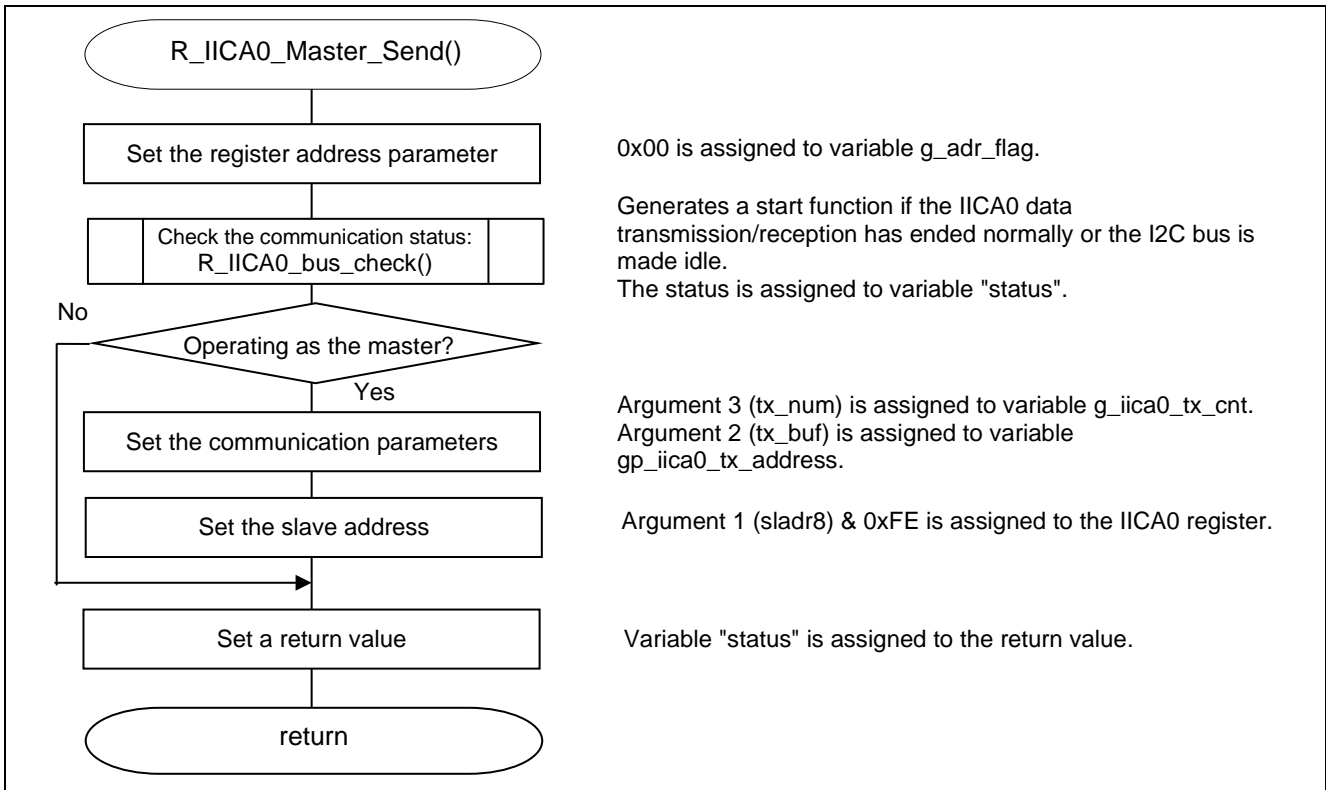 R_IICA0_Master_Send()
Set the register address parameter
0x00 is assigned to variable g_adr_flag.
Check the communication status:
R_IICA0_bus_check()
Generates a start function if the IICA0 data
transmission/reception has ended normally or the I2C bus is
made idle.
The status is assigned to variable "status".
No
Operating as the master?
Yes
Set the communication parameters
Argument 3 (tx_num) is assigned to variable g_iica0_tx_cnt.
Argument 2 (tx_buf) is assigned to variable
gp_iica0_tx_address.
Set the slave address
Argument 1 (sladr8) & 0xFE is assigned to the IICA0 register.
Set a return value
Variable "status" is assigned to the return value.
return